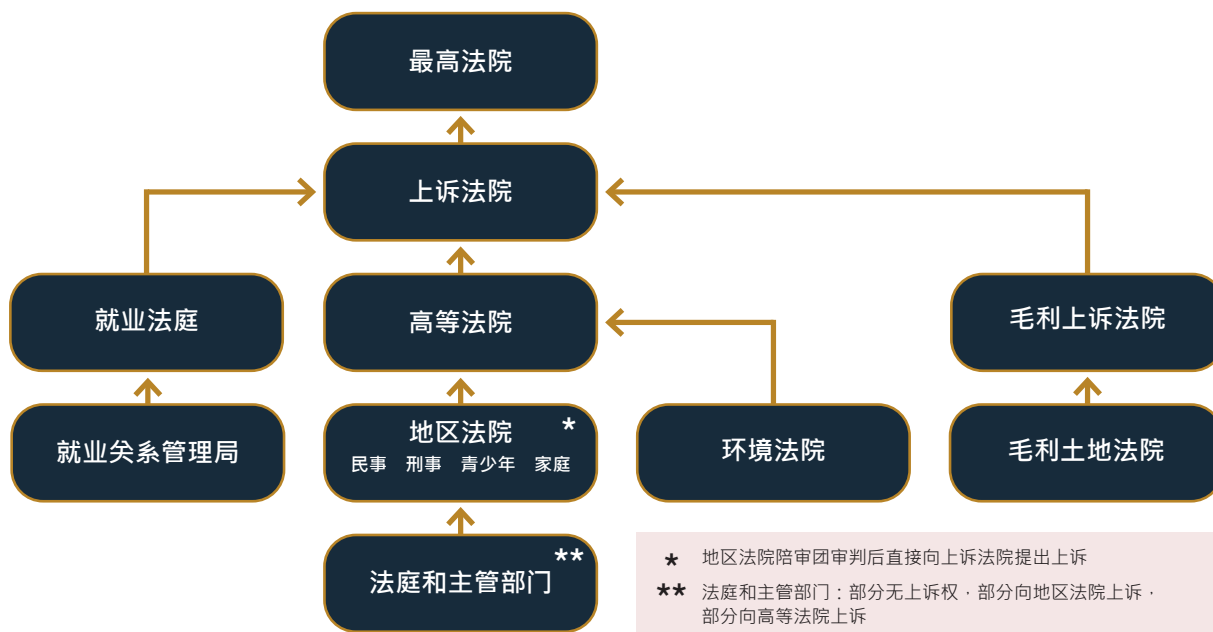 最高法院
上诉法院
就业法庭
高等法院
毛利上诉法院
就业关系管理局
地区法院 *
民事 刑事 青少年 家庭
环境法院
毛利土地法院
法庭和主管部门 **
* 地区法院陪审团审判后直接向上诉法院提出上诉
** 法庭和主管部门：部分无上诉权，部分向地区法院上诉，
部分向高等法院上诉